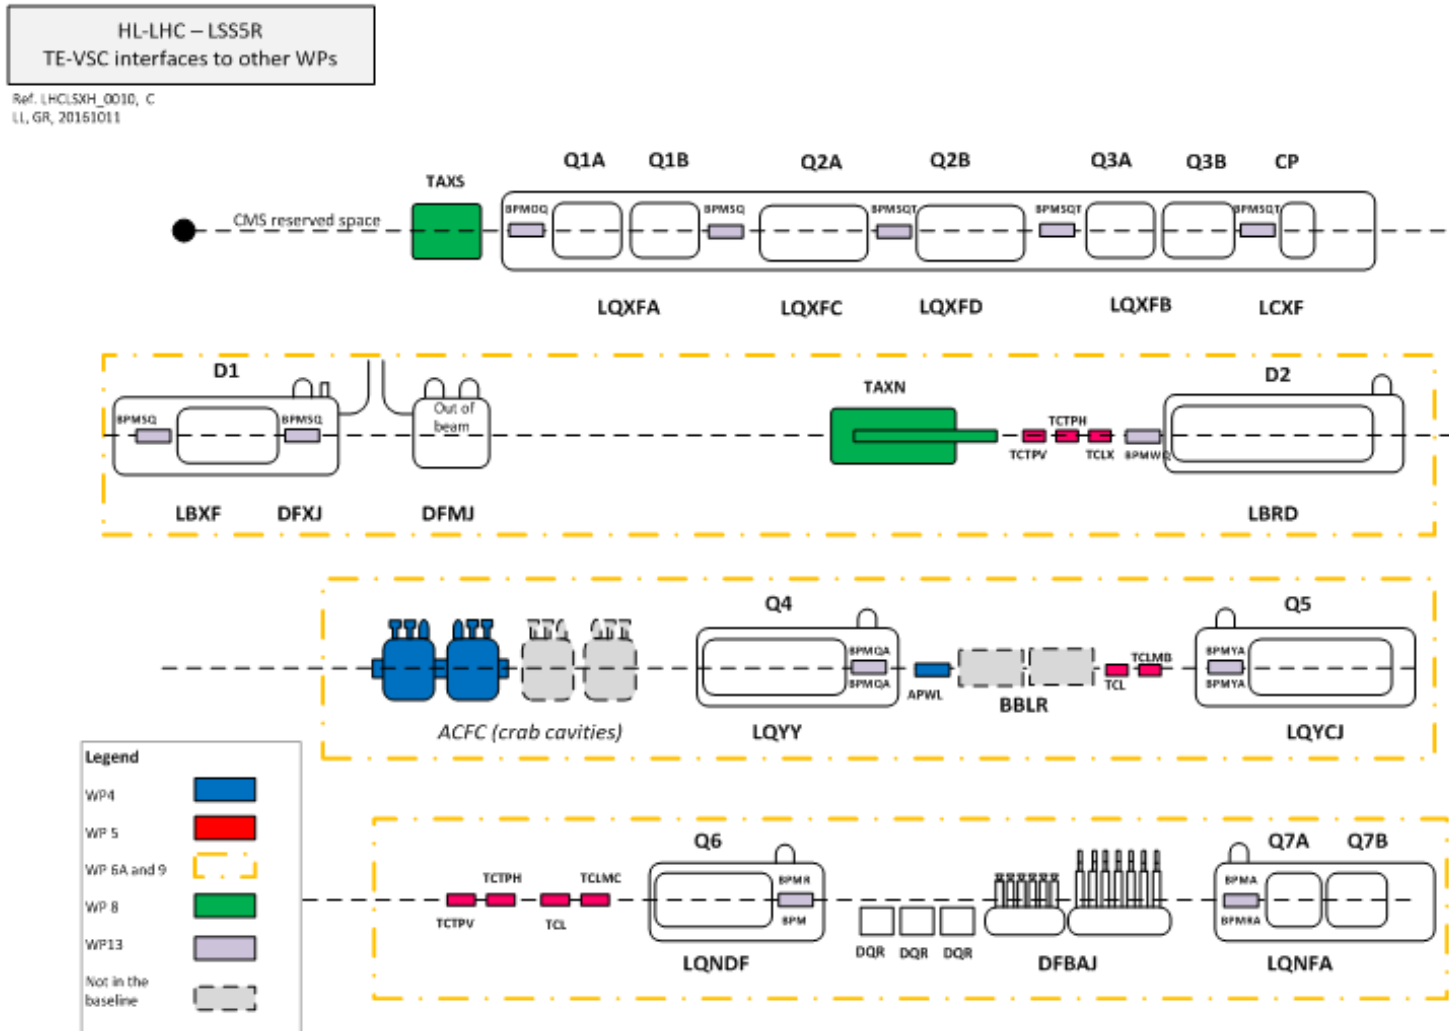 HL-LHC – LSS5R
TE-VSC interfaces to other WPs
Ref. LHCLSXH_0010, C
LL, GR, 20161011
Q1A Q1B Q2A Q2B Q3A Q3B CP
TAXS
CMS reserved space
BPMSQ BPMSQT BPMSQT BPMSQT
LQXFA LQXFC LQXFD LQXFB LCXF
D1 TAXN D2
Out of
beam
BPMSQ BPMSQ
TCTPH
TCTPV TCLX BPMWQ
LBXF DFXJ DFMJ LBRD
Q4 Q5
BPMQA TCLMB BPMYA
BPMQA BPMYA
APWL BBLR TCL
ACFC (crab cavities) LQYY LQYCJ
Legend
WP4
WP 5
WP 6A and 9
WP 8
WP13
Not in the
baseline
Q6 Q7A Q7B
TCTPH TCLMC BPMR BPMA
TCTPV TCL BPM BPMRA
DQR DQR DQR
LQNDF DFBAJ LQNFA